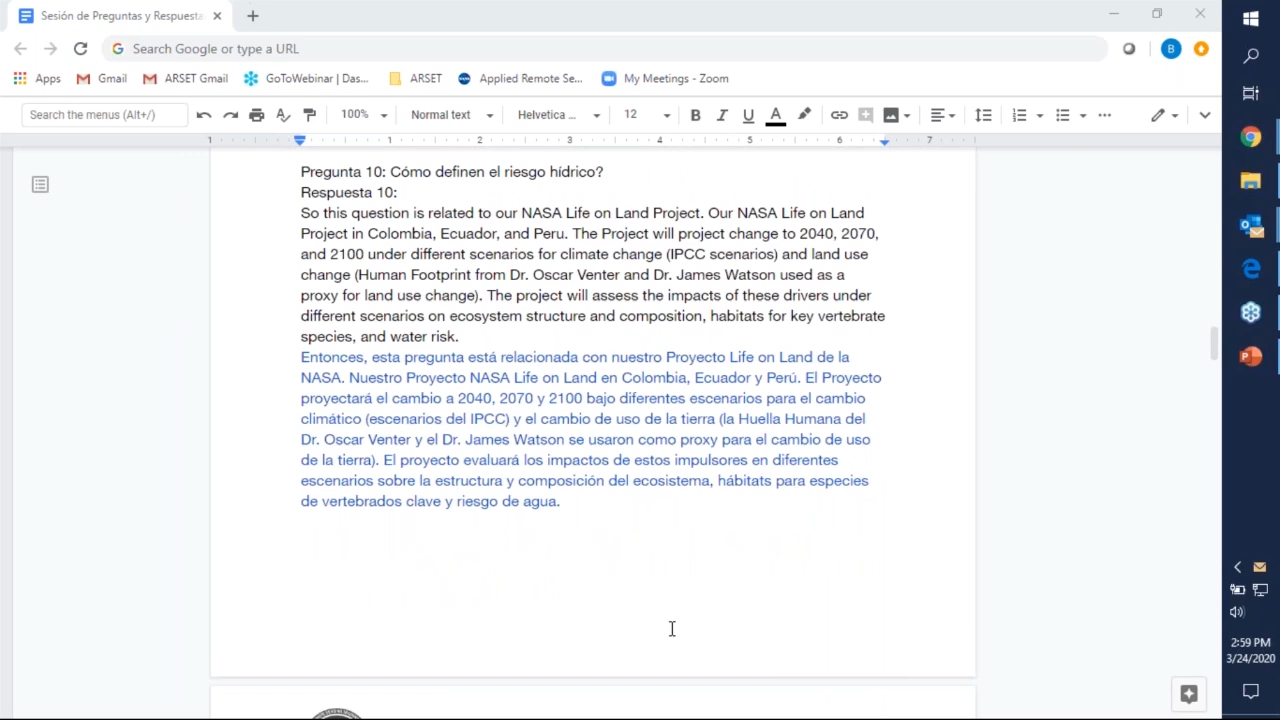 Sesión de Preguntas y Respuesta
Search Google or type a URL
B
Apps
Gmail
ARSET Gmail
GoToWebinar | Das...
ARSET
Applied Remote Se...
My Meetings - Zoom
Search the menus (Alt+/)
100%
Normal text
Helvetica ...
12
B
I
U
A
1
1
2
3
4
5
6
7
Pregunta 10: Cómo definen el riesgo hídrico?
Respuesta 10:
So this question is related to our NASA Life on Land Project. Our NASA Life on Land
Project in Colombia, Ecuador, and Peru. The Project will project change to 2040, 2070,
and 2100 under different scenarios for climate change (IPCC scenarios) and land use
change (Human Footprint from Dr. Oscar Venter and Dr. James Watson used as a
proxy for land use change). The project will assess the impacts of these drivers under
different scenarios on ecosystem structure and composition, habitats for key vertebrate
species, and water risk.
Entonces, esta pregunta está relacionada con nuestro Proyecto Life on Land de la
NASA. Nuestro Proyecto NASA Life on Land en Colombia, Ecuador y Perú. El Proyecto
proyectará el cambio a 2040, 2070 y 2100 bajo diferentes escenarios para el cambio
climático (escenarios del IPCC) y el cambio de uso de la tierra (la Huella Humana del
Dr. Oscar Venter y el Dr. James Watson se usaron como proxy para el cambio de uso
de la tierra). El proyecto evaluará los impactos de estos impulsores en diferentes
escenarios sobre la estructura y composición del ecosistema, hábitats para especies
de vertebrados clave y riesgo de agua.
2:59 PM
3/24/2020